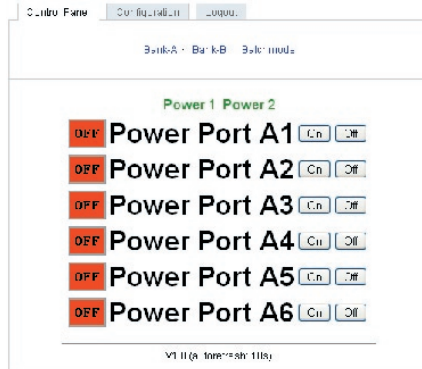 Control Panel Configuration Logout
Bank-A · Bank-B Batch mode
Power 1 Power 2
OFF Power Port A1 On Off
OFF Power Port A2 On Off
OFF Power Port A3 On Off
OFF Power Port A4 On Off
OFF Power Port A5 On Off
OFF Power Port A6 On Off